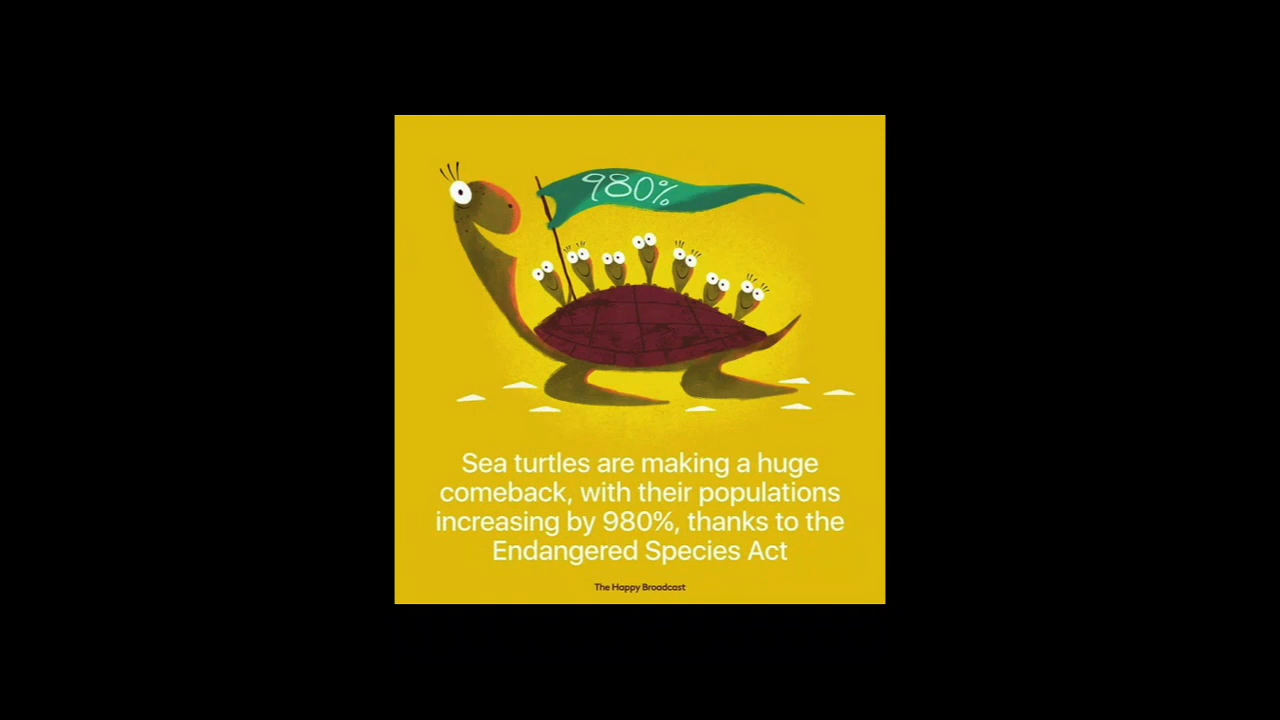 980%
Sea turtles are making a huge
comeback, with their populations
increasing by 980%, thanks to the
Endangered Species Act
The Happy Broadcast